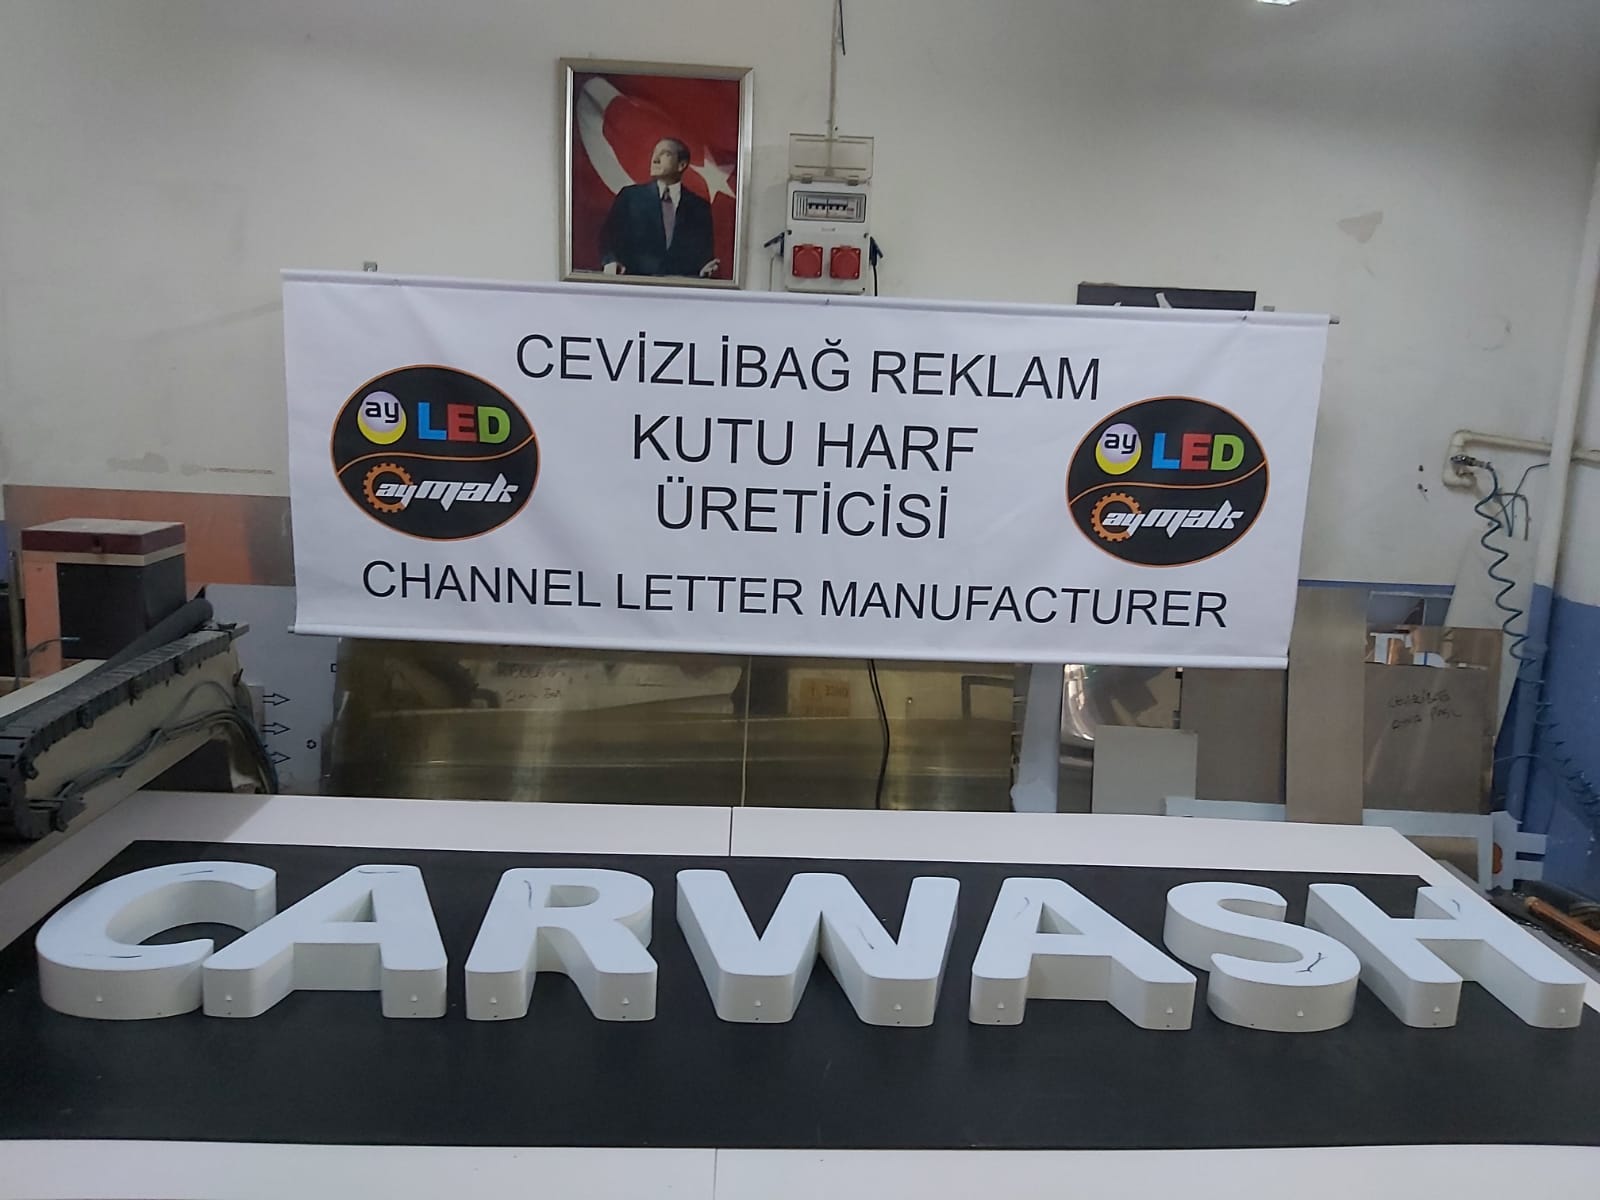 CEVİZLİBAĞ REKLAM
KUTU HARF
ÜRETİCİSİ
CHANNEL LETTER MANUFACTURER
ay LED
aymak
ay LED
aymak
CARWASH